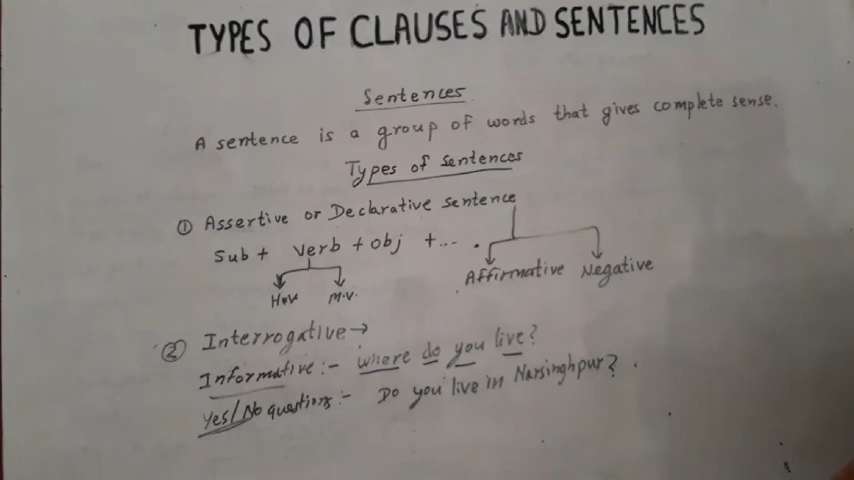 TYPES OF CLAUSES AND SENTENCES
Sentences
A sentence is a group of words that gives complete sense.
Types of sentences
① Assertive or Declarative sentence
Sub + verb + obj + ... .
Affirmative Negative
H.v M.V.
② Interrogative →
Informative :- where do you live?
Yes/No questions :- Do you live in Narsinghpur?